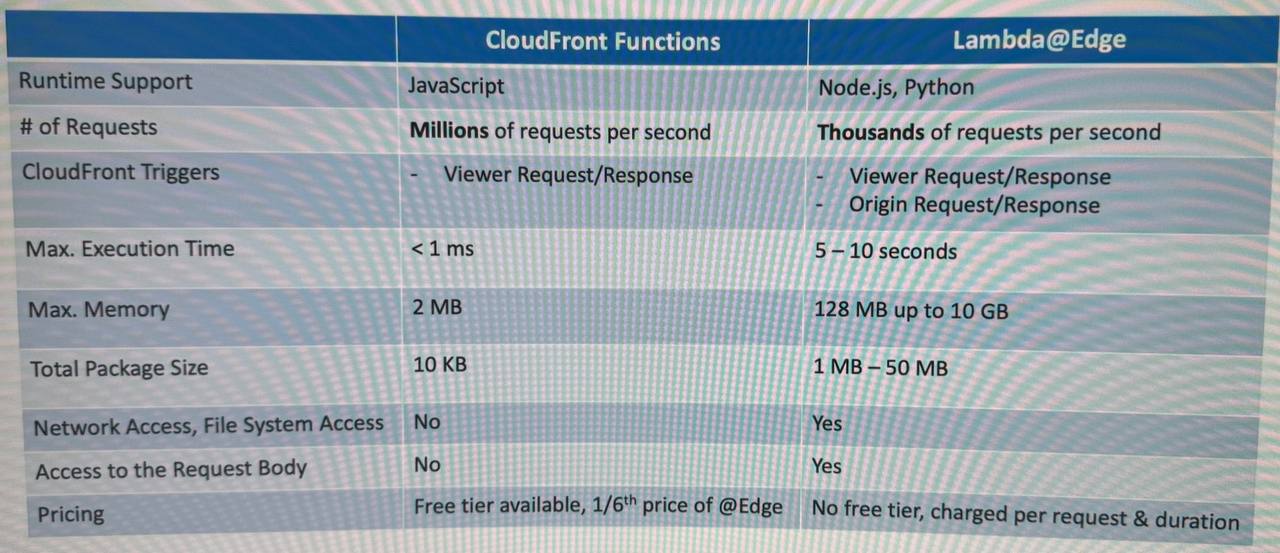 CloudFront Functions Lambda@Edge
Runtime Support JavaScript Node.js, Python
# of Requests Millions of requests per second Thousands of requests per second
CloudFront Triggers - Viewer Request/Response - Viewer Request/Response
- Origin Request/Response
Max. Execution Time < 1 ms 5 – 10 seconds
Max. Memory 2 MB 128 MB up to 10 GB
Total Package Size 10 KB 1 MB – 50 MB
Network Access, File System Access No Yes
Access to the Request Body No Yes
Pricing Free tier available, 1/6th price of @Edge No free tier, charged per request & duration